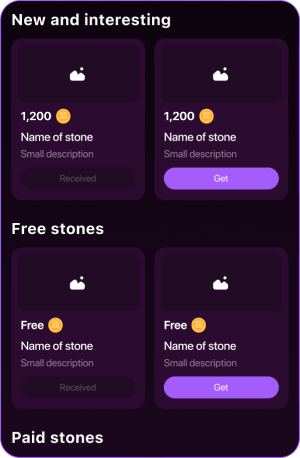 New and interesting
1,200 1,200
Name of stone Name of stone
Small description Small description
Received Get
Free stones
Free Free
Name of stone Name of stone
Small description Small description
Received Get
Paid stones